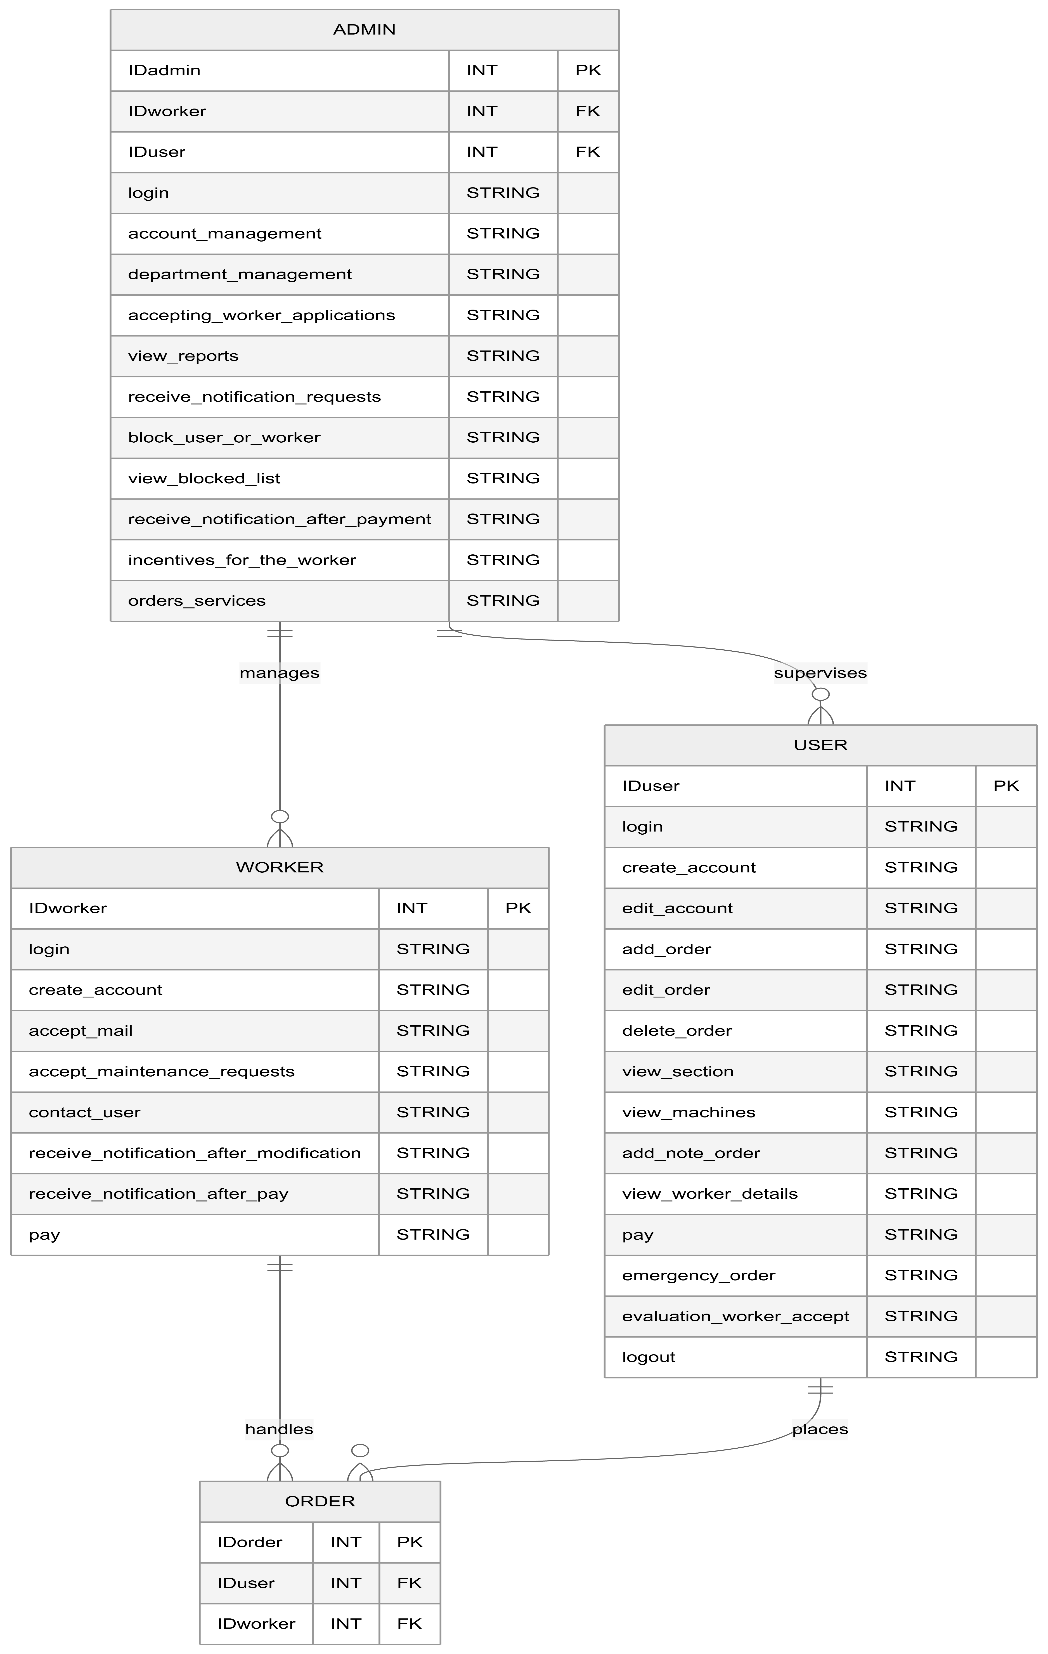 ADMIN
IDadmin INT PK
IDworker INT FK
IDuser INT FK
login STRING
account_management STRING
department_management STRING
accepting_worker_applications STRING
view_reports STRING
receive_notification_requests STRING
block_user_or_worker STRING
view_blocked_list STRING
receive_notification_after_payment STRING
incentives_for_the_worker STRING
orders_services STRING
manages
supervises
USER
IDuser INT PK
login STRING
create_account STRING
edit_account STRING
add_order STRING
edit_order STRING
delete_order STRING
view_section STRING
view_machines STRING
add_note_order STRING
view_worker_details STRING
pay STRING
emergency_order STRING
evaluation_worker_accept STRING
logout STRING
WORKER
IDworker INT PK
login STRING
create_account STRING
accept_mail STRING
accept_maintenance_requests STRING
contact_user STRING
receive_notification_after_modification STRING
receive_notification_after_pay STRING
pay STRING
handles
places
ORDER
IDorder INT PK
IDuser INT FK
IDworker INT FK